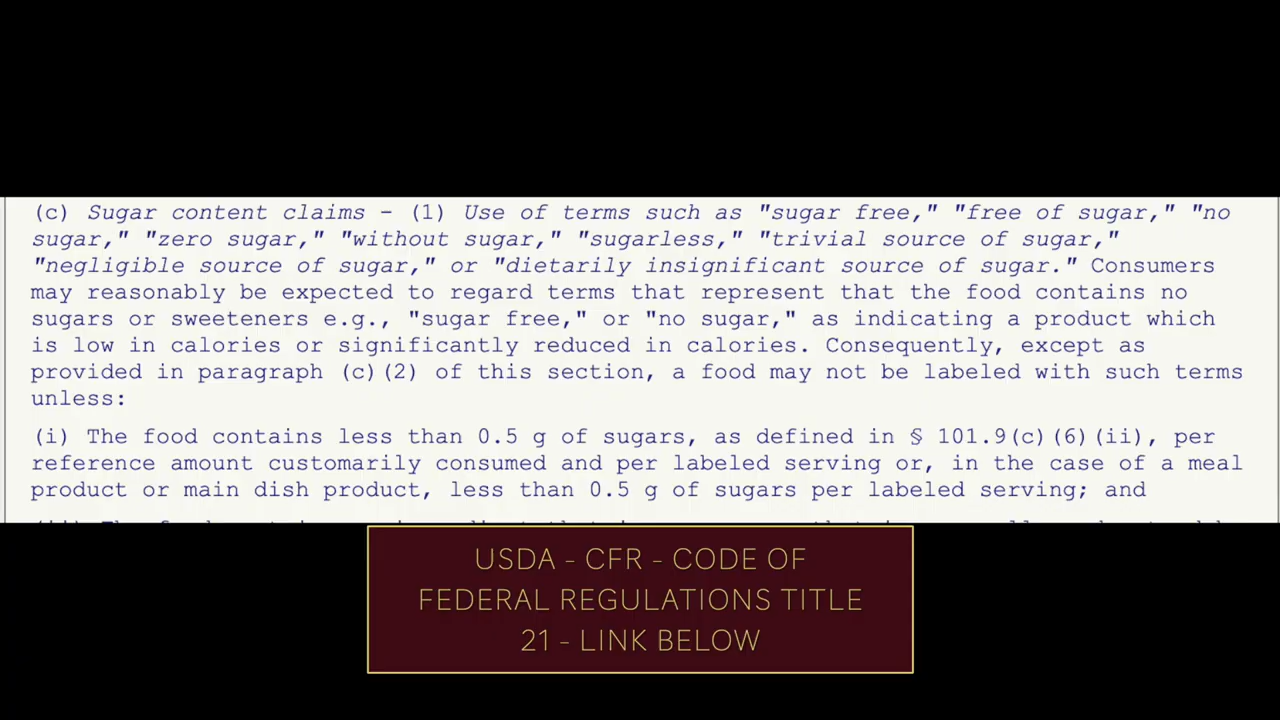 (c) Sugar content claims - (1) Use of terms such as "sugar free," "free of sugar," "no
sugar," "zero sugar," "without sugar," "sugarless," "trivial source of sugar,"
"negligible source of sugar," or "dietarily insignificant source of sugar." Consumers
may reasonably be expected to regard terms that represent that the food contains no
sugars or sweeteners e.g., "sugar free," or "no sugar," as indicating a product which
is low in calories or significantly reduced in calories. Consequently, except as
provided in paragraph (c)(2) of this section, a food may not be labeled with such terms
unless:
(i) The food contains less than 0.5 g of sugars, as defined in § 101.9(c)(6)(ii), per
reference amount customarily consumed and per labeled serving or, in the case of a meal
product or main dish product, less than 0.5 g of sugars per labeled serving; and
USDA - CFR - CODE OF
FEDERAL REGULATIONS TITLE
21 - LINK BELOW